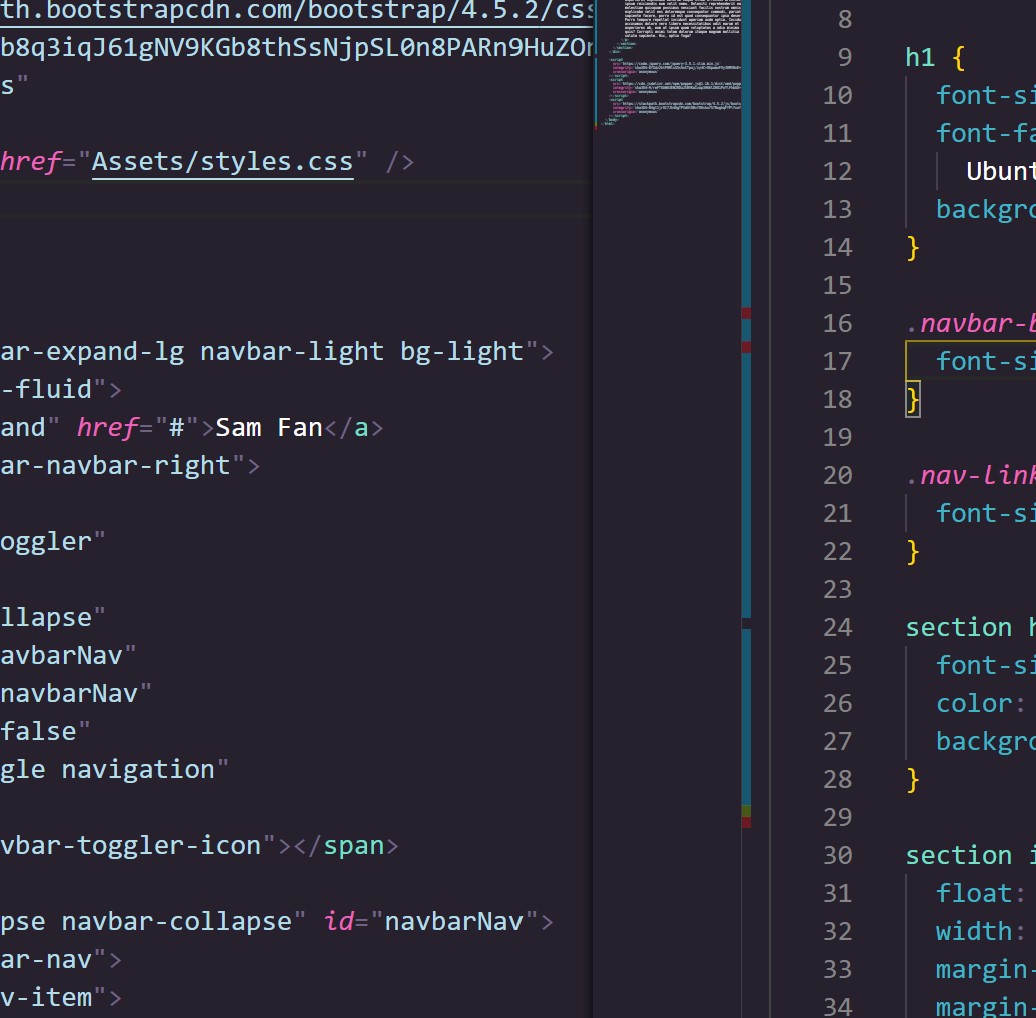 th.bootstrapcdn.com/bootstrap/4.5.2/css
b8q3iqJ61gNV9KGb8thSsNjpSL0n8PARn9HuZOn
s"
href="Assets/styles.css" />
ar-expand-lg navbar-light bg-light">
-fluid">
and" href="#">Sam Fan</a>
ar-navbar-right">
oggler"
llapse"
avbarNav"
navbarNav"
false"
gle navigation"
vbar-toggler-icon"></span>
pse navbar-collapse" id="navbarNav">
ar-nav">
v-item">
8
9 h1 {
10 font-si
11 font-fa
12 Ubunt
13 backgro
14 }
15
16 .navbar-b
17 font-si
18 }
19
20 .nav-link
21 font-si
22 }
23
24 section h
25 font-si
26 color:
27 backgro
28 }
29
30 section i
31 float:
32 width:
33 margin-
34 margin-